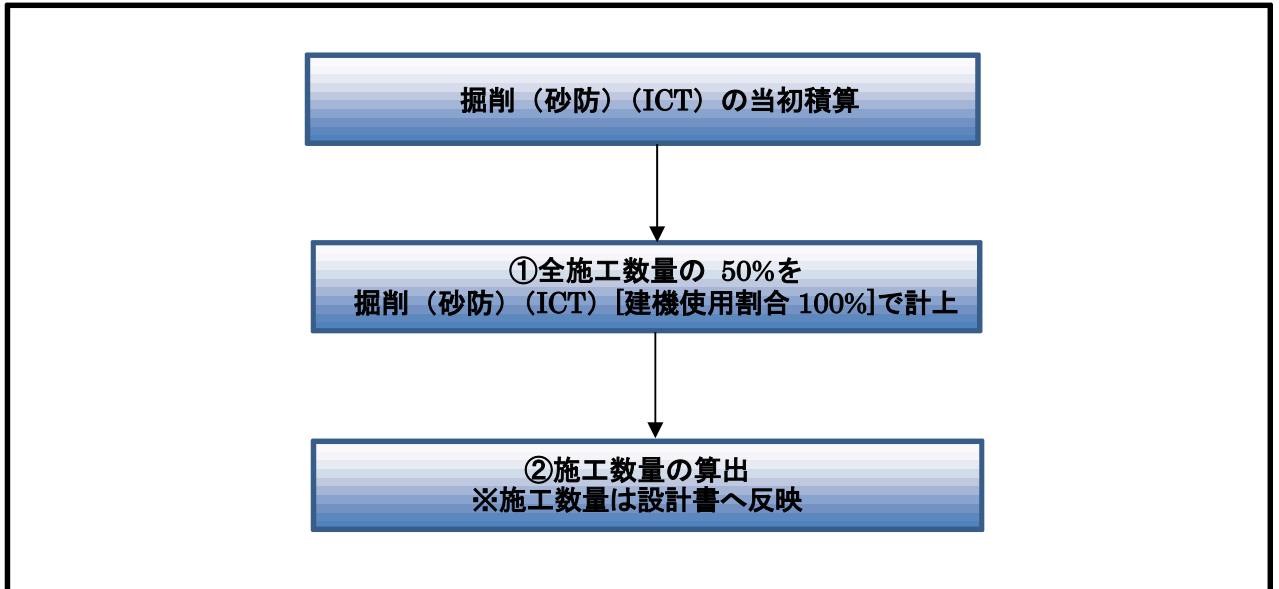 掘削（砂防）（ICT）の当初積算
①全施工数量の 50%を
掘削（砂防）（ICT）[建機使用割合 100%]で計上
②施工数量の算出
※施工数量は設計書へ反映